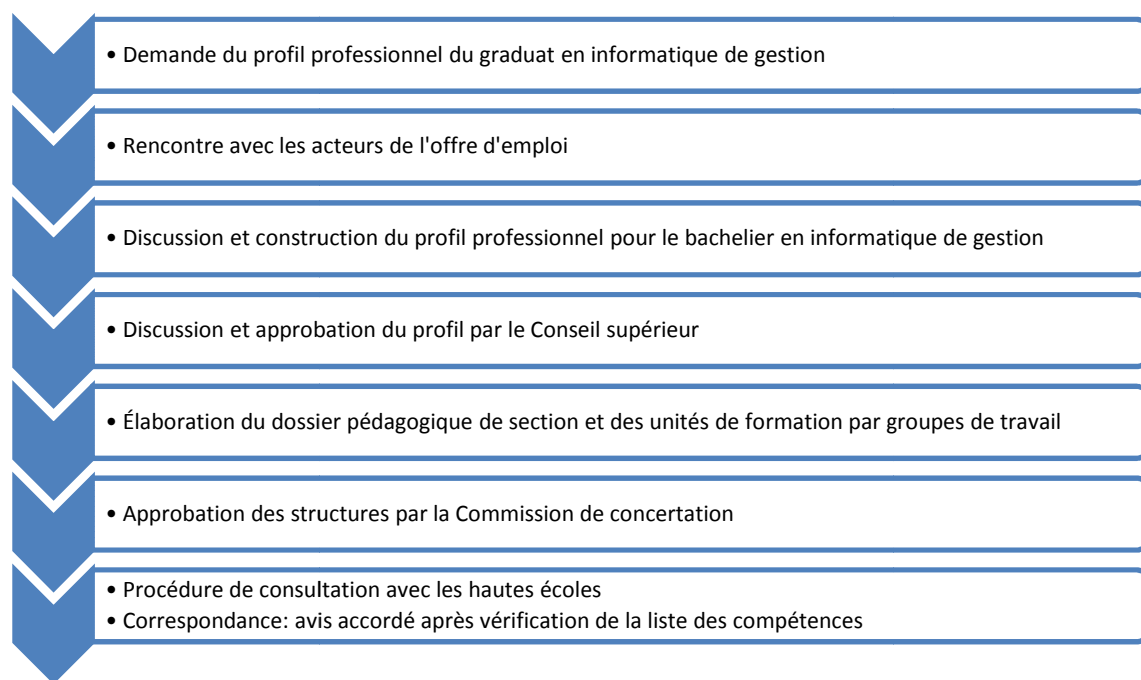 • Demande du profil professionnel du graduat en informatique de gestion
• Rencontre avec les acteurs de l'offre d'emploi
• Discussion et construction du profil professionnel pour le bachelier en informatique de gestion
• Discussion et approbation du profil par le Conseil supérieur
• Élaboration du dossier pédagogique de section et des unités de formation par groupes de travail
• Approbation des structures par la Commission de concertation
• Procédure de consultation avec les hautes écoles
• Correspondance: avis accordé après vérification de la liste des compétences